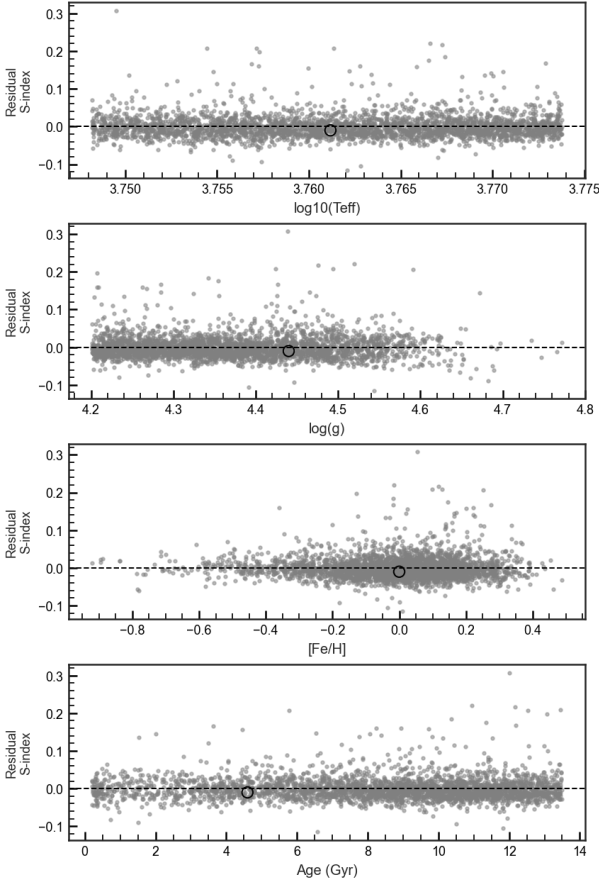 0.3
0.2
0.1
0.0
−0.1
Residual
S-index
3.750 3.755 3.760 3.765 3.770 3.775
log10(Teff)
0.3
0.2
0.1
0.0
−0.1
Residual
S-index
4.2 4.3 4.4 4.5 4.6 4.7 4.8
log(g)
0.3
0.2
0.1
0.0
−0.1
Residual
S-index
−0.8 −0.6 −0.4 −0.2 0.0 0.2 0.4
[Fe/H]
0.3
0.2
0.1
0.0
−0.1
Residual
S-index
0 2 4 6 8 10 12 14
Age (Gyr)